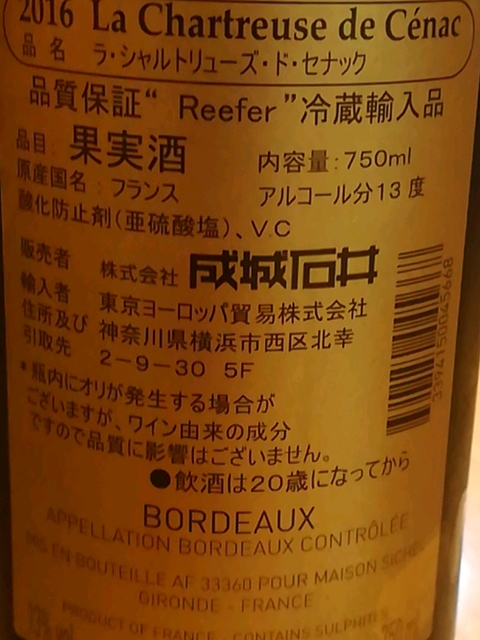 2016 La Chartreuse de Cénac
品名 ラ・シャルトリューズ・ド・セナック
品質保証“ Reefer ”冷蔵輸入品
品目: 果実酒
内容量:750ml
原産国名: フランス
アルコール分13度
酸化防止剤(亜硫酸塩)、V.C
販売者 株式会社 成城石井
輸入者 東京ヨーロッパ貿易株式会社
住所及び 神奈川県横浜市西区北幸
引取先 2-9-30 5F
*瓶内にオリが発生する場合が
ございますが、ワイン由来の成分
ですので品質に影響はございません。
●飲酒は20歳になってから
BORDEAUX
APPELLATION BORDEAUX CONTRÔLÉE
MIS EN BOUTEILLE AF 33360 POUR MAISON SICHEL
GIRONDE - FRANCE
PRODUCT OF FRANCE - CONTAINS SULPHITES